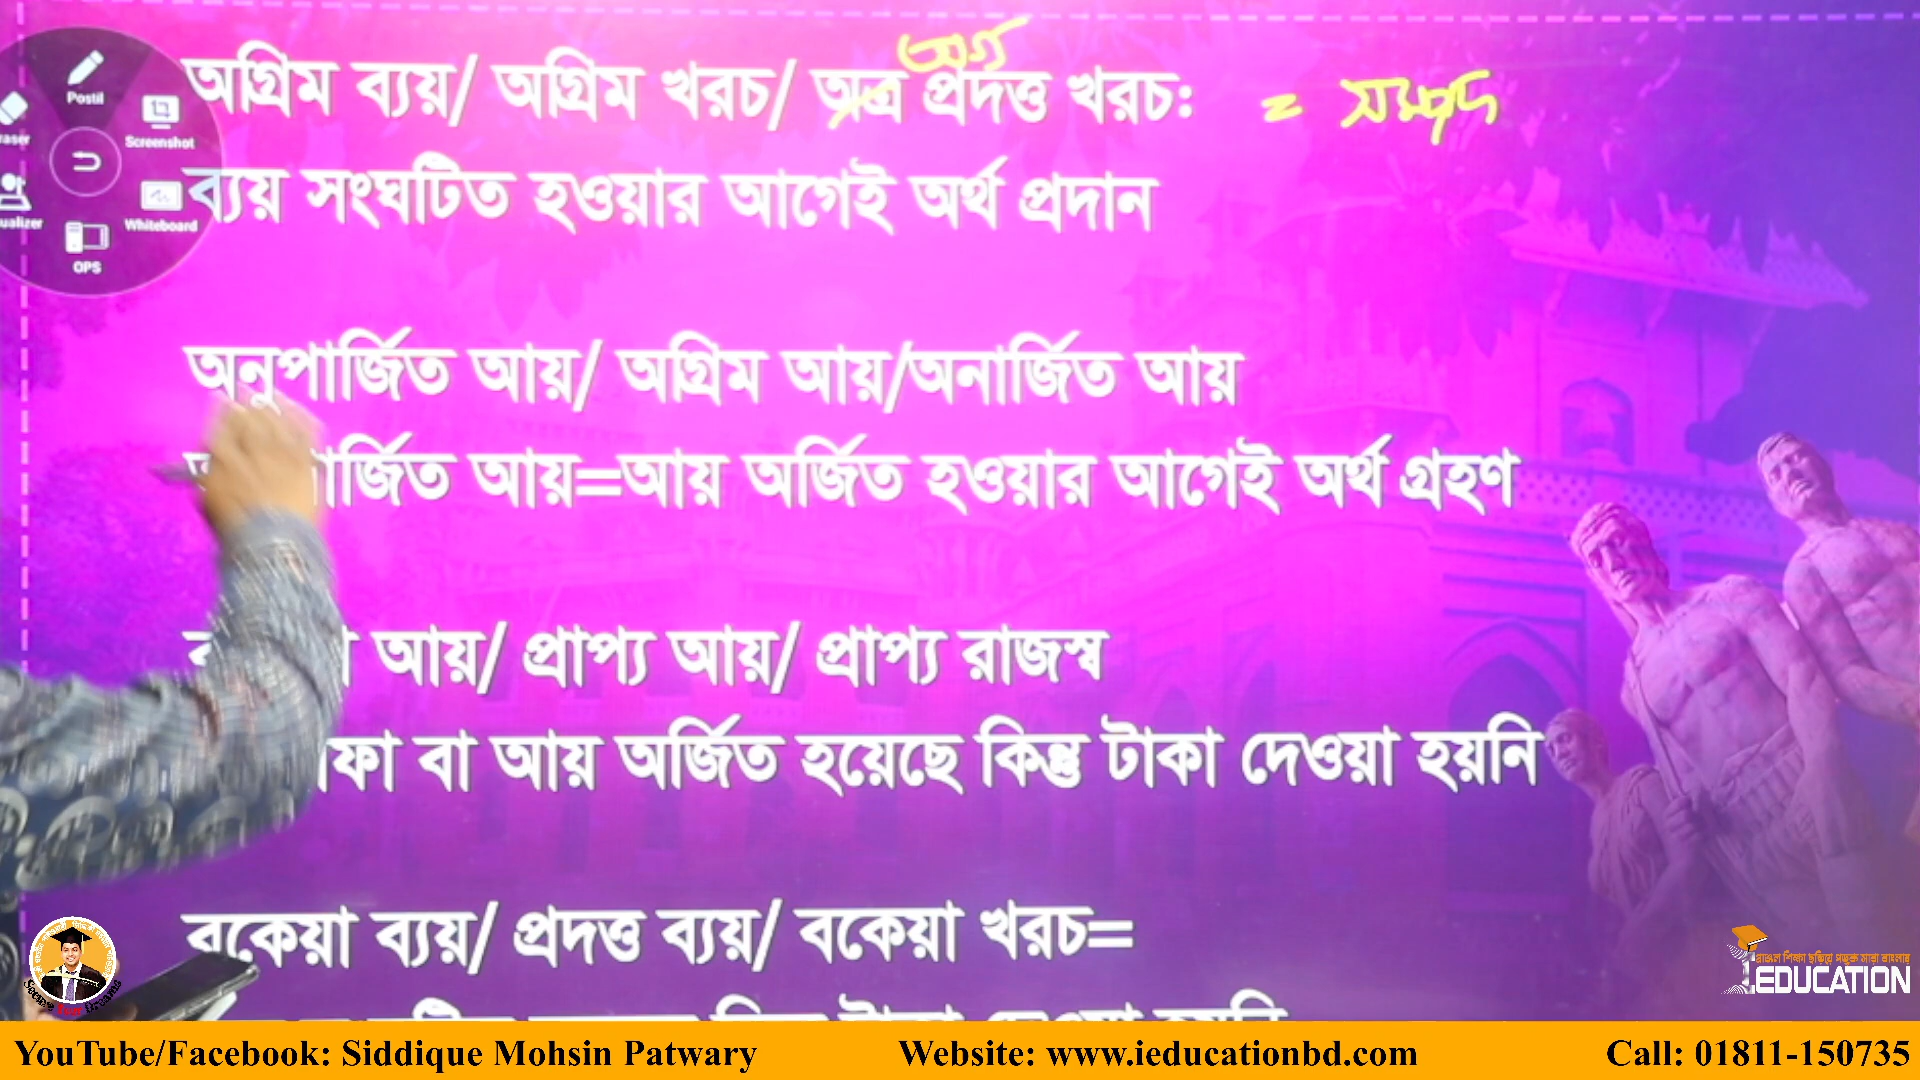 অগ্র
অগ্রিম ব্যয়/ অগ্রিম খরচ/ অত্র প্রদত্ত খরচঃ = সম্পদ
ব্যয় সংঘটিত হওয়ার আগেই অর্থ প্রদান
অনুপার্জিত আয়/ অগ্রিম আয়/অনার্জিত আয়
আয়=আয় অর্জিত হওয়ার আগেই অর্থ গ্রহণ
আয়/ প্রাপ্য আয়/ প্রাপ্য রাজস্ব
বা আয় অর্জিত হয়েছে কিন্তু টাকা দেওয়া হয়নি
বকেয়া ব্যয়/ প্রদত্ত ব্যয়/ বকেয়া খরচ=
Postil
Screenshot
Whiteboard
OPS
EDUCATION
YouTube/Facebook: Siddique Mohsin Patwary Website: www.ieducationbd.com Call: 01811-150735